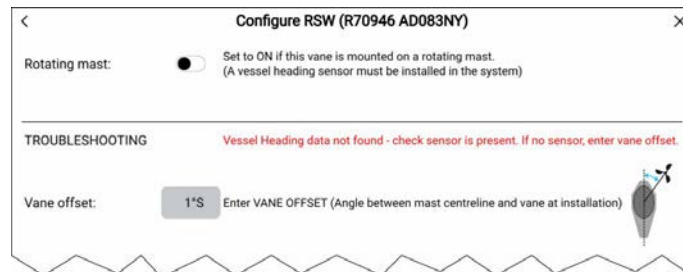 Configure RSW (R70946 AD083NY)
Rotating mast:
Set to ON if this vane is mounted on a rotating mast.
(A vessel heading sensor must be installed in the system)
TROUBLESHOOTING
Vessel Heading data not found - check sensor is present. If no sensor, enter vane offset.
Vane offset:
1°S
Enter VANE OFFSET (Angle between mast centreline and vane at installation)